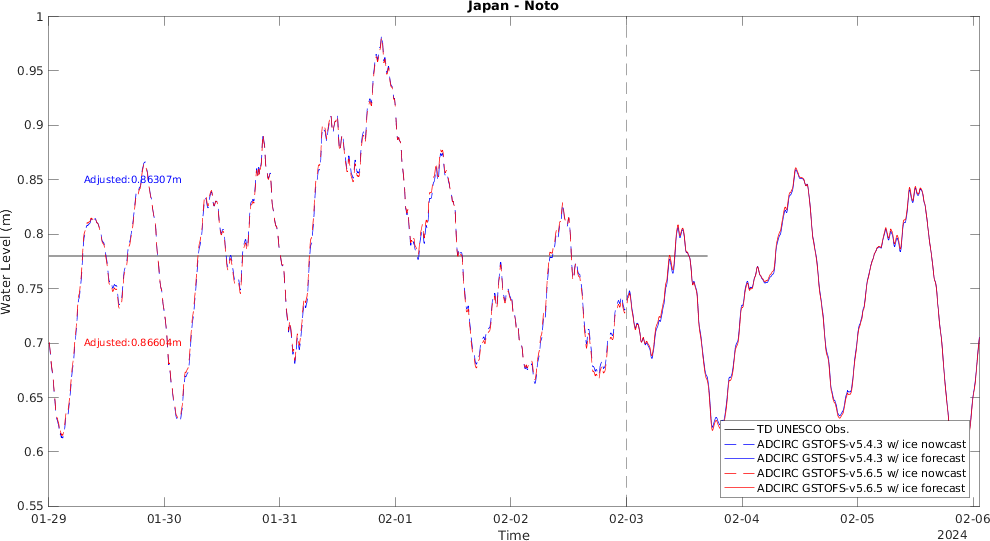 Japan - Noto
1
0.95
0.9
0.85
0.8
0.75
0.7
0.65
0.6
0.55
Water Level (m)
Adjusted:0.86307m
Adjusted:0.86604m
TD UNESCO Obs.
ADCIRC GSTOFS-v5.4.3 w/ ice nowcast
ADCIRC GSTOFS-v5.4.3 w/ ice forecast
ADCIRC GSTOFS-v5.6.5 w/ ice nowcast
ADCIRC GSTOFS-v5.6.5 w/ ice forecast
01-29 01-30 01-31 02-01 02-02 02-03 02-04 02-05 02-06
Time
2024